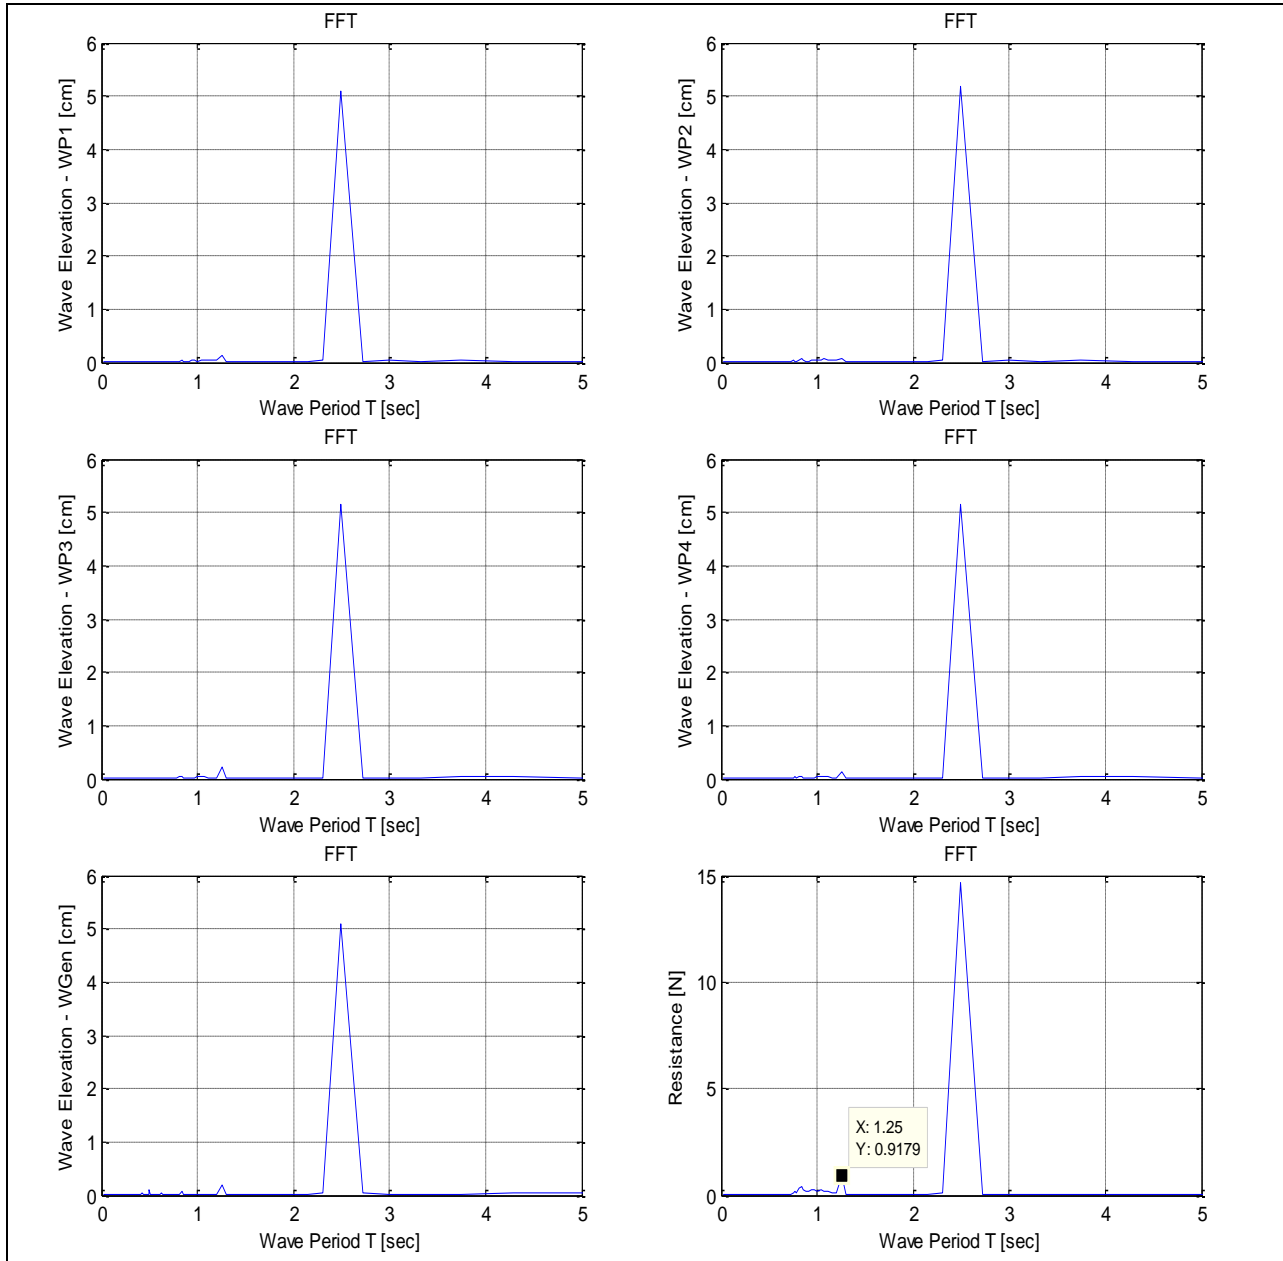 FFT
6
5
4
3
2
1
0
Wave Elevation - WP1 [cm]
0 1 2 3 4 5
Wave Period T [sec]
FFT
6
5
4
3
2
1
0
Wave Elevation - WP2 [cm]
0 1 2 3 4 5
Wave Period T [sec]
FFT
6
5
4
3
2
1
0
Wave Elevation - WP3 [cm]
0 1 2 3 4 5
Wave Period T [sec]
FFT
6
5
4
3
2
1
0
Wave Elevation - WP4 [cm]
0 1 2 3 4 5
Wave Period T [sec]
FFT
6
5
4
3
2
1
0
Wave Elevation - WGen [cm]
0 1 2 3 4 5
Wave Period T [sec]
FFT
15
10
5
0
Resistance [N]
X: 1.25
Y: 0.9179
0 1 2 3 4 5
Wave Period T [sec]